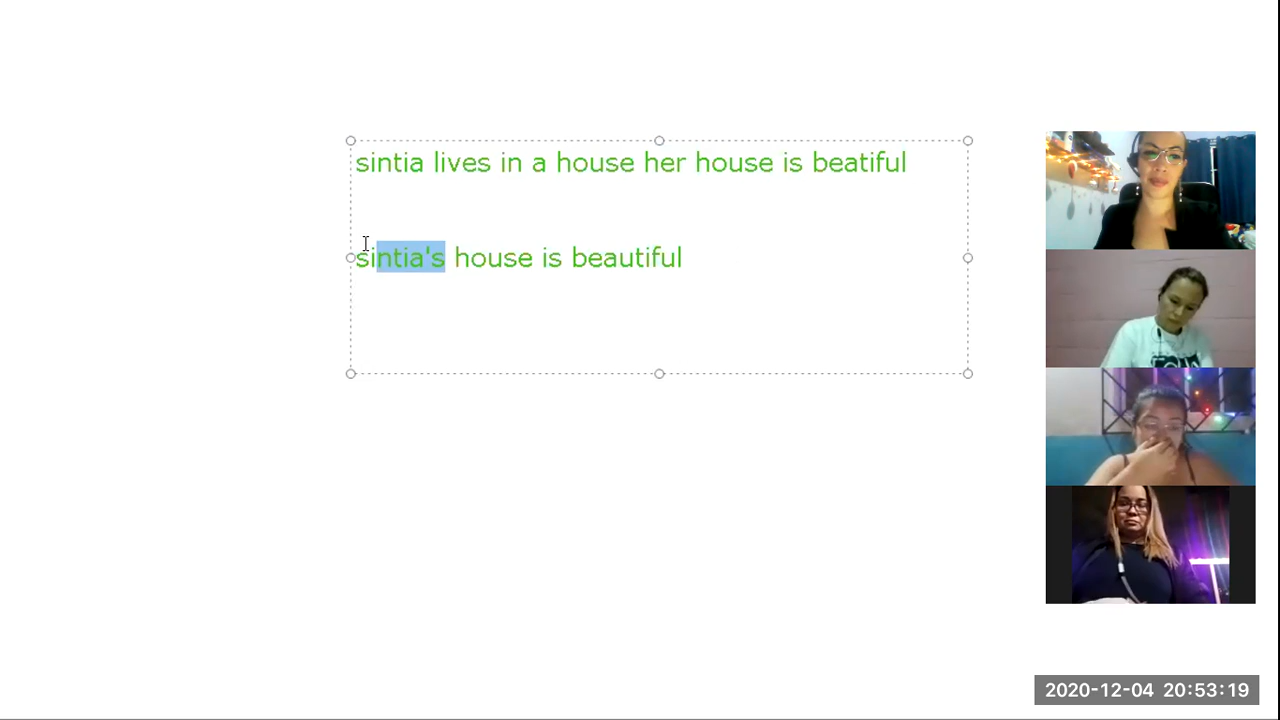 sintia lives in a house her house is beatiful
sintia's house is beautiful
2020-12-04 20:53:19